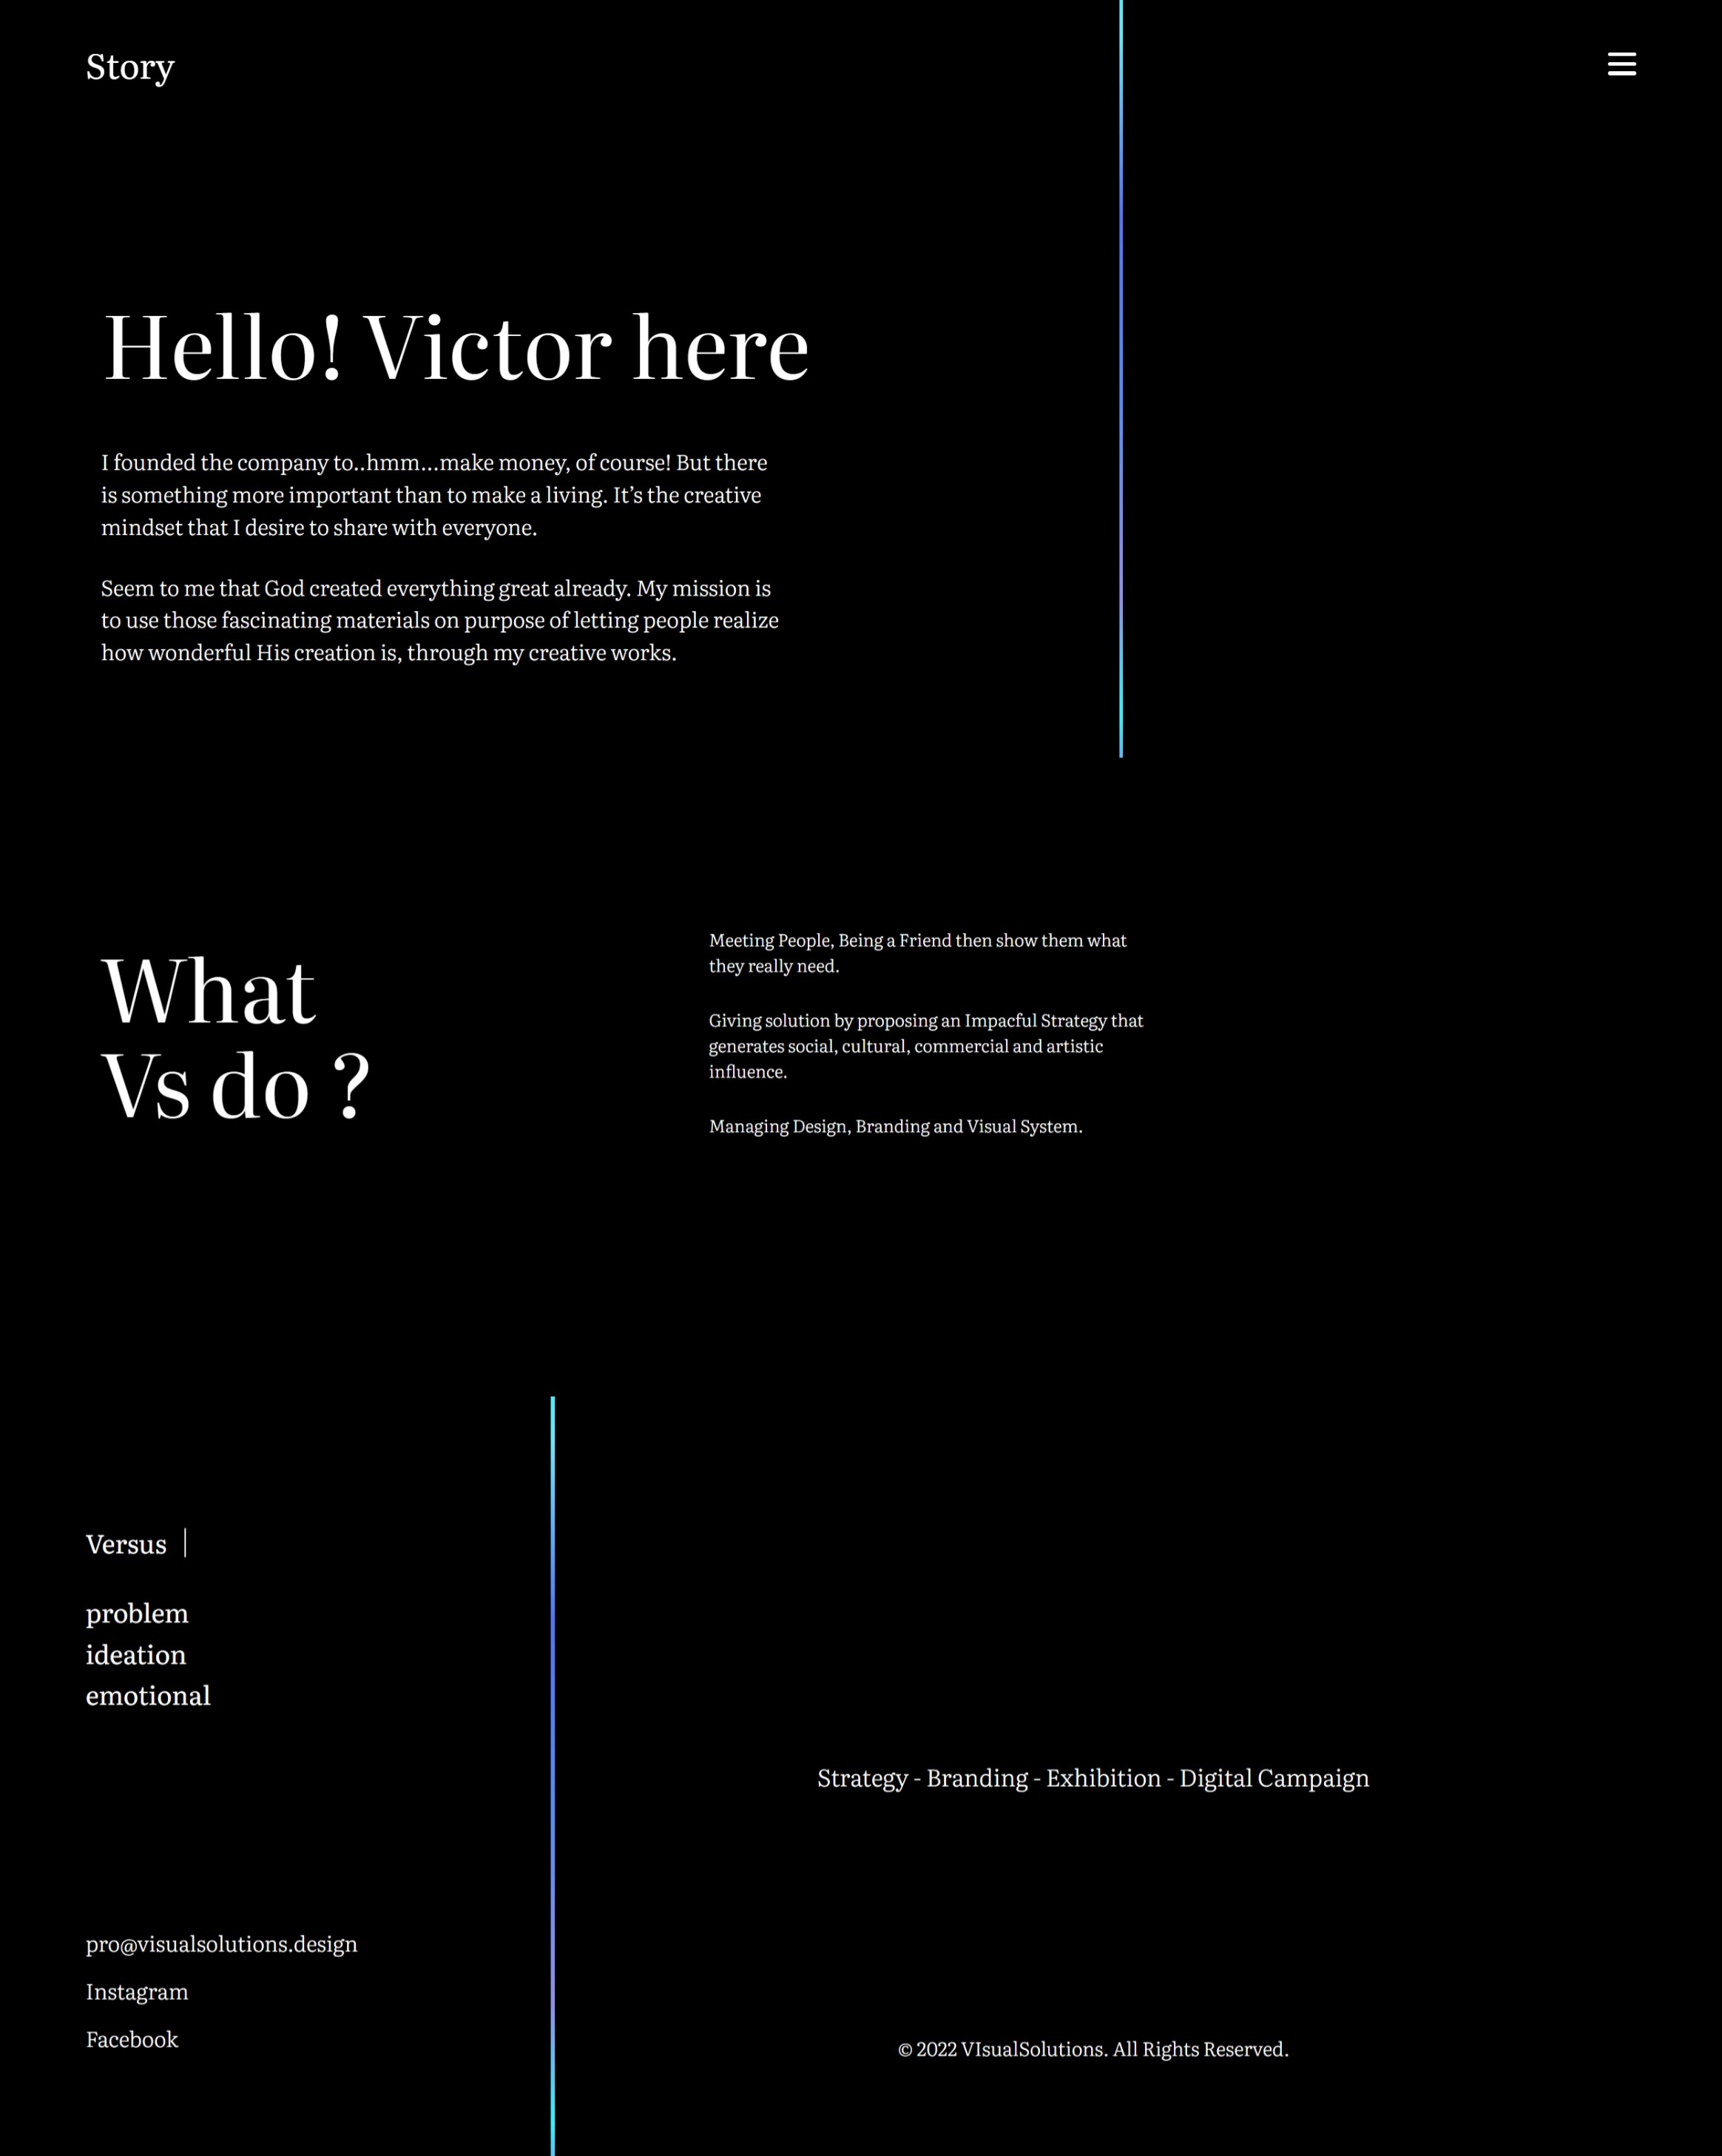 Story
Hello! Victor here
I founded the company to..hmm...make money, of course! But there
is something more important than to make a living. It’s the creative
mindset that I desire to share with everyone.
Seem to me that God created everything great already. My mission is
to use those fascinating materials on purpose of letting people realize
how wonderful His creation is, through my creative works.
What
Vs do ?
Meeting People, Being a Friend then show them what
they really need.
Giving solution by proposing an Impacful Strategy that
generates social, cultural, commercial and artistic
influence.
Managing Design, Branding and Visual System.
Versus |
problem
ideation
emotional
Strategy - Branding - Exhibition - Digital Campaign
pro@visualsolutions.design
Instagram
Facebook
© 2022 VIsualSolutions. All Rights Reserved.